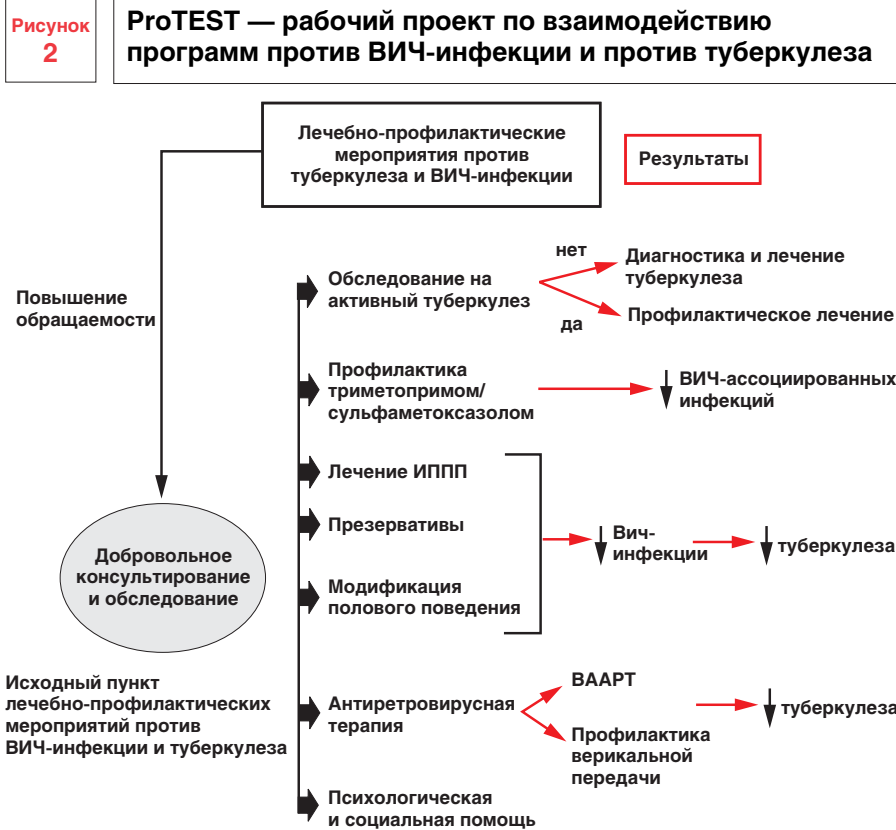 Рисунок
2
ProTEST — рабочий проект по взаимодействию
программ против ВИЧ-инфекции и против туберкулеза
Лечебно-профилактические
мероприятия против
туберкулеза и ВИЧ-инфекции
Результаты
Повышение
обращаемости
Обследование на
активный туберкулез
нет
Диагностика и лечение
туберкулеза
да
Профилактическое лечение
Профилактика
триметопримом/
сульфаметоксазолом
ВИЧ-ассоциированных
инфекций
Лечение ИППП
Презервативы
Модификация
полового поведения
Вич-
инфекции
туберкулеза
Добровольное
консультирование
и обследование
Исходный пункт
лечебно-профилактических
мероприятий против
ВИЧ-инфекции и туберкулеза
Антиретровирусная
терапия
ВААРТ
Профилактика
верикальной
передачи
туберкулеза
Психологическая
и социальная помощь